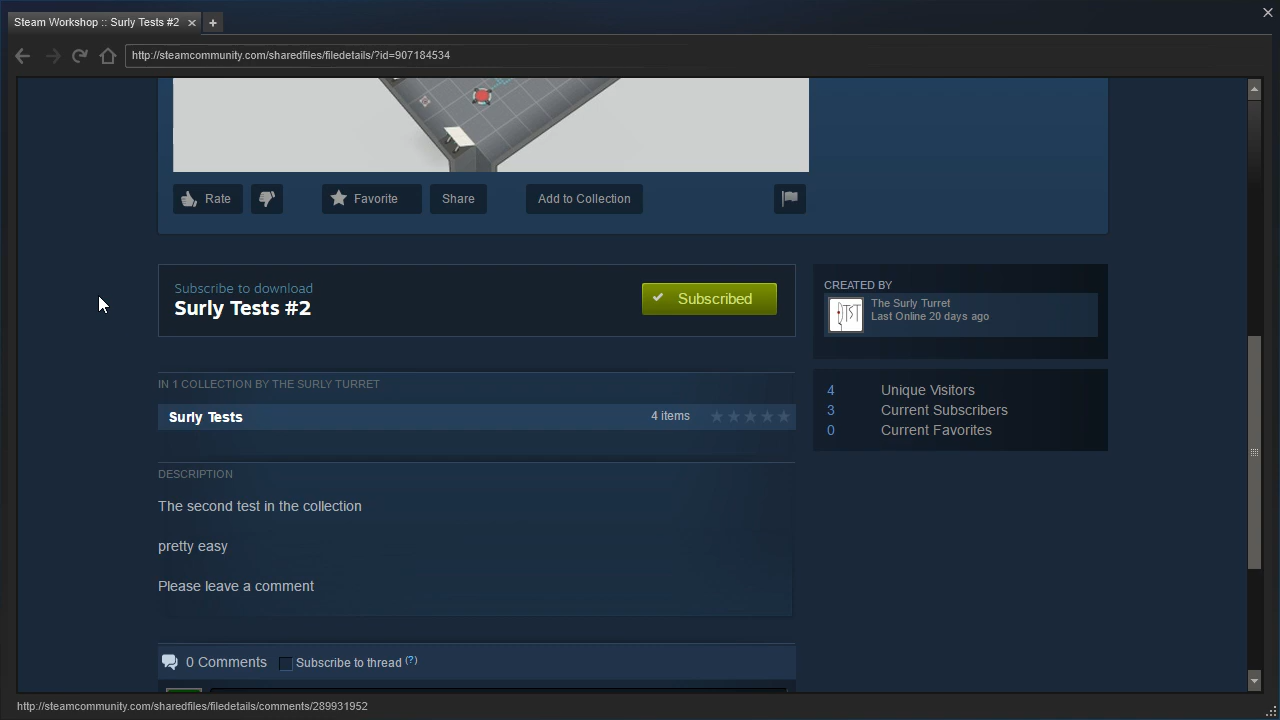 Steam Workshop :: Surly Tests #2
http://steamcommunity.com/sharedfiles/filedetails/?id=907184534
Rate
Favorite
Share
Add to Collection
Subscribe to download
Surly Tests #2
Subscribed
CREATED BY
The Surly Turret
Last Online 20 days ago
IN 1 COLLECTION BY THE SURLY TURRET
Surly Tests
4 items
4 Unique Visitors
3 Current Subscribers
0 Current Favorites
DESCRIPTION
The second test in the collection
pretty easy
Please leave a comment
0 Comments
Subscribe to thread (?)
http://steamcommunity.com/sharedfiles/filedetails/comments/289931952